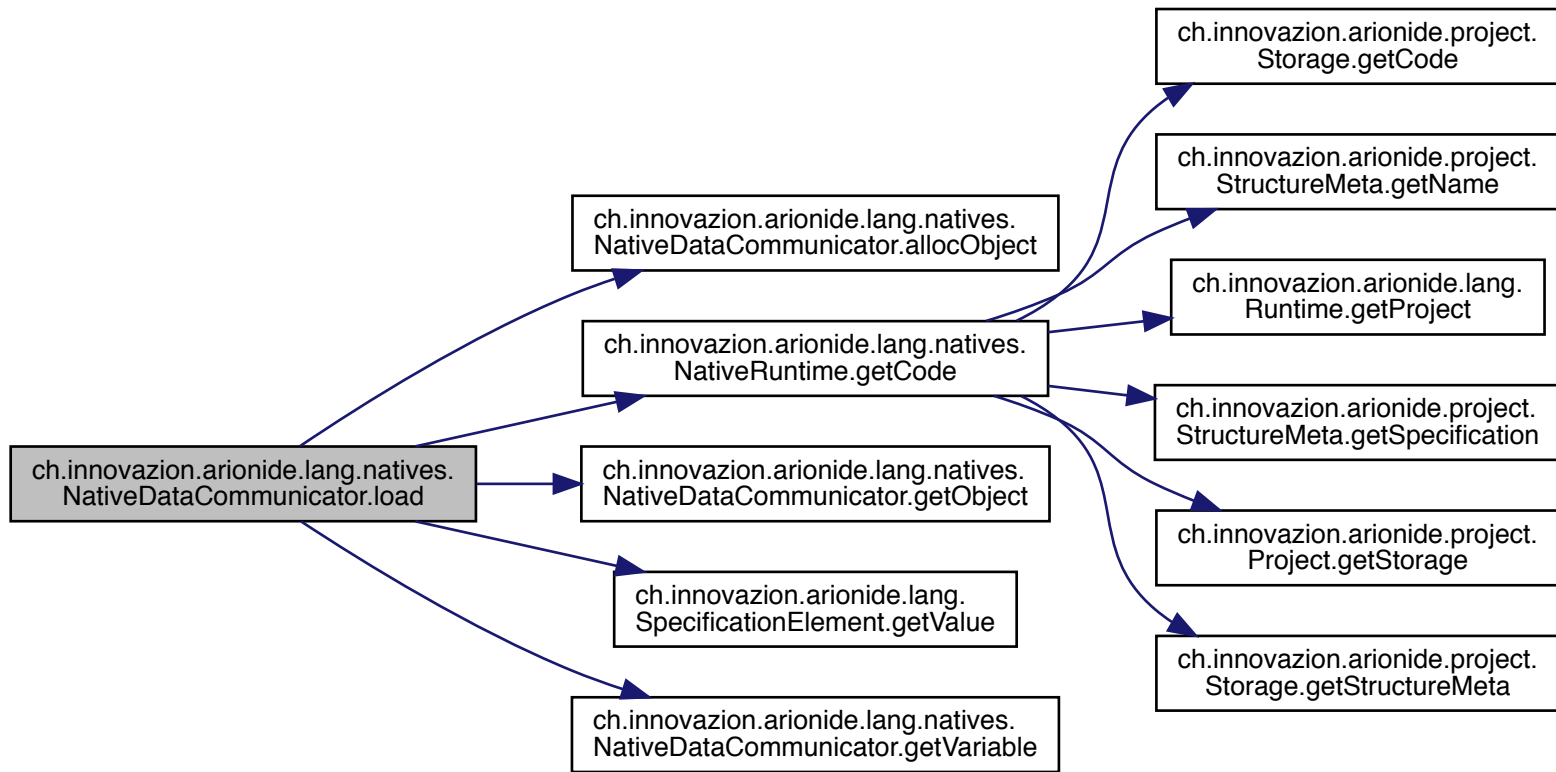 ch.innovazion.arionide.lang.natives.
NativeDataCommunicator.load
ch.innovazion.arionide.lang.natives.
NativeDataCommunicator.allocObject
ch.innovazion.arionide.lang.natives.
NativeRuntime.getCode
ch.innovazion.arionide.lang.natives.
NativeDataCommunicator.getObject
ch.innovazion.arionide.lang.
SpecificationElement.getValue
ch.innovazion.arionide.lang.natives.
NativeDataCommunicator.getVariable
ch.innovazion.arionide.project.
Storage.getCode
ch.innovazion.arionide.project.
StructureMeta.getName
ch.innovazion.arionide.lang.
Runtime.getProject
ch.innovazion.arionide.project.
StructureMeta.getSpecification
ch.innovazion.arionide.project.
Project.getStorage
ch.innovazion.arionide.project.
Storage.getStructureMeta